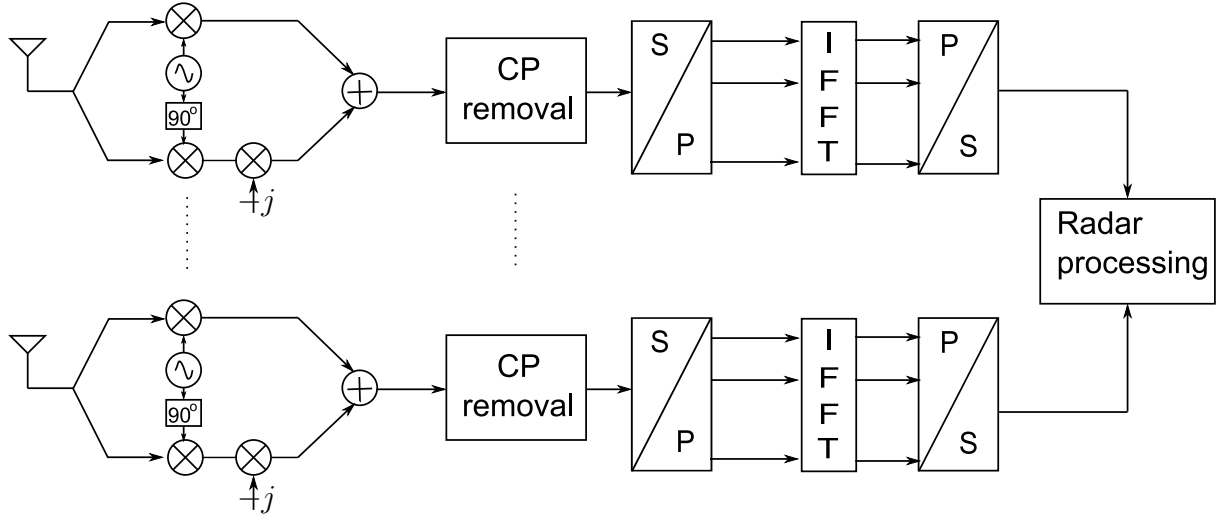 90°
+j
CP
removal
S
P
I
F
F
T
P
S
Radar
processing
90°
+j
CP
removal
S
P
I
F
F
T
P
S